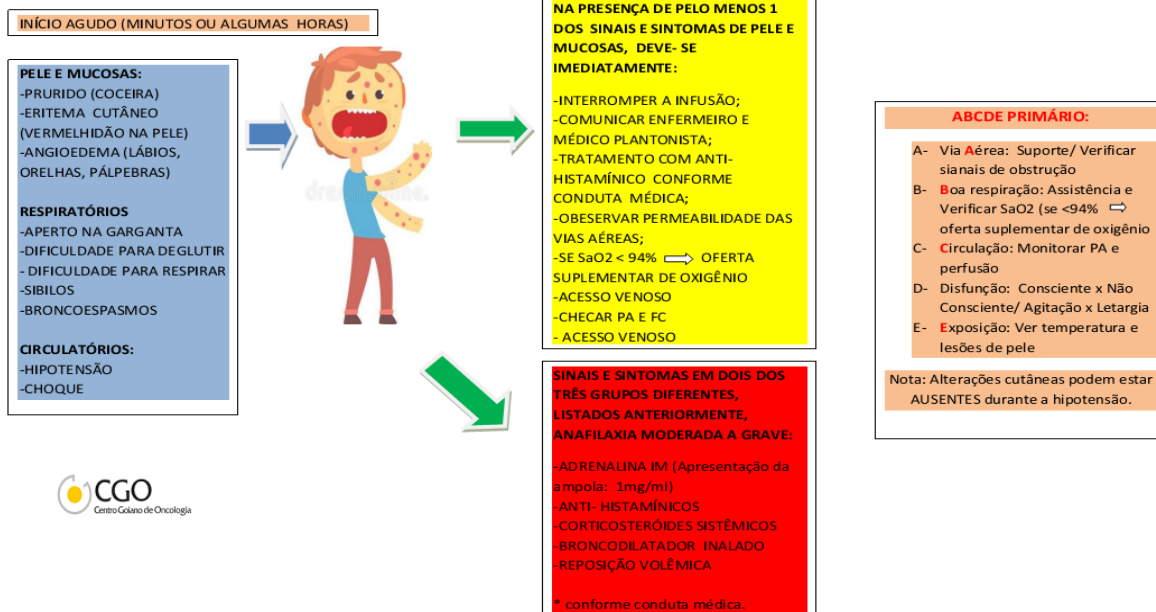 INÍCIO AGUDO (MINUTOS OU ALGUMAS HORAS)
PELE E MUCOSAS:
-PRURIDO (COCEIRA)
-ERITEMA CUTÂNEO
(VERMELHIDÃO NA PELE)
-ANGIOEDEMA (LÁBIOS,
ORELHAS, PÁLPEBRAS)
RESPIRATÓRIOS
-APERTO NA GARGANTA
-DIFICULDADE PARA DEGLUTIR
- DIFICULDADE PARA RESPIRAR
-SIBILOS
-BRONCOESPASMOS
CIRCULATÓRIOS:
-HIPOTENSÃO
-CHOQUE
CGO
Centro Goiano de Oncologia
NA PRESENÇA DE PELO MENOS 1
DOS SINAIS E SINTOMAS DE PELE E
MUCOSAS, DEVE- SE
IMEDIATAMENTE:
-INTERROMPER A INFUSÃO;
-COMUNICAR ENFERMEIRO E
MÉDICO PLANTONISTA;
-TRATAMENTO COM ANTI-
HISTAMÍNICO CONFORME
CONDUTA MÉDICA;
-OBESERVAR PERMEABILIDADE DAS
VIAS AÉREAS;
-SE SaO2 < 94% ⇨ OFERTA
SUPLEMENTAR DE OXIGÊNIO
-ACESSO VENOSO
-CHECAR PA E FC
- ACESSO VENOSO
SINAIS E SINTOMAS EM DOIS DOS
TRÊS GRUPOS DIFERENTES,
LISTADOS ANTERIORMENTE,
ANAFILAXIA MODERADA A GRAVE:
-ADRENALINA IM (Apresentação da
ampola: 1mg/ml)
-ANTI- HISTAMÍNICOS
-CORTICOSTERÓIDES SISTÊMICOS
-BRONCODILATADOR INALADO
-REPOSIÇÃO VOLÊMICA
* conforme conduta médica.
ABCDE PRIMÁRIO:
A- Via Aérea: Suporte/ Verificar
sianais de obstrução
B- Boa respiração: Assistência e
Verificar SaO2 (se <94% ⇨
oferta suplementar de oxigênio
C- Circulação: Monitorar PA e
perfusão
D- Disfunção: Consciente x Não
Consciente/ Agitação x Letargia
E- Exposição: Ver temperatura e
lesões de pele
Nota: Alterações cutâneas podem estar
AUSENTES durante a hipotensão.